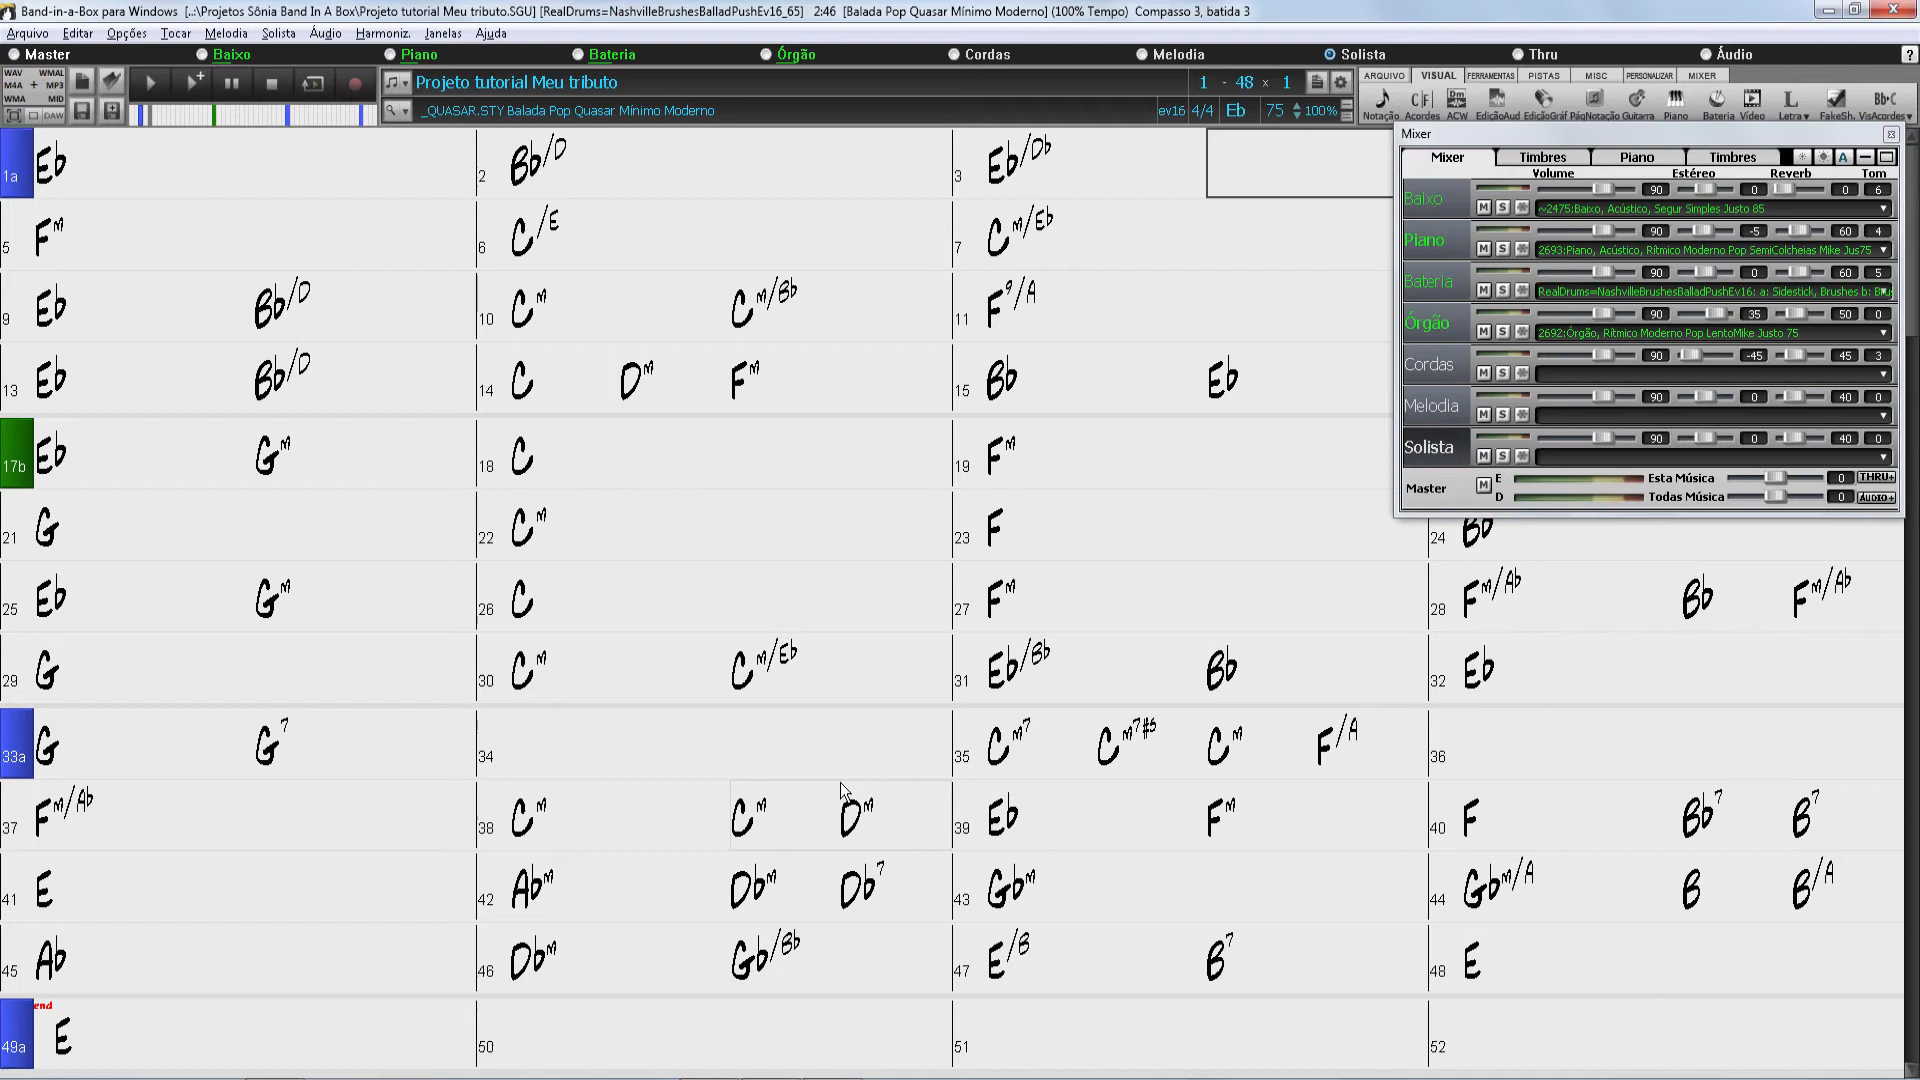 Band-in-a-Box para Windows [..:\Projetos Sônia Band In A Box\Projeto tutorial Meu tributo.SGU] [RealDrums=NashvilleBrushesBalladPushEv16_65] 2:46 [Balada Pop Quasar Mínimo Moderno] (100% Tempo) Compasso 3, batida 3
Arquivo Editar Opções Tocar Melodia Solista Áudio Harmoniz. Janelas Ajuda
Master Baixo Piano Bateria Órgão Cordas Melodia Solista Thru Áudio ?
WAV WMAL
M4A + MP3
WMA MID
DAW
Projeto tutorial Meu tributo 1 - 48 x 1
_QUASAR.STY Balada Pop Quasar Mínimo Moderno ev16 4/4 Eb 75 100%
ARQUIVO VISUAL FERRAMENTAS PISTAS MISC PERSONALIZAR MIXER
Notação Acordes ACW EdiçãoAud EdiçãoGráf PágNotação Guitarra Piano Bateria Vídeo Letra FakeSh. VisAcordes
Mixer
Mixer Timbres Piano Timbres A
Volume Estéreo Reverb Tom
Baixo 90 0 0 6
M S ~2475:Baixo, Acústico, Segur Simples Justo 85
Piano 90 -5 60 4
M S 2693:Piano, Acústico, Rítmico Moderno Pop SemiColcheias Mike Jus75
Bateria 90 0 60 5
M S RealDrums=NashvilleBrushesBalladPushEv16: a: Sidestick, Brushes b:
Órgão 90 35 50 0
M S 2692:Órgão, Rítmico Moderno Pop LentoMike Justo 75
Cordas 90 -45 45 3
M S
Melodia 90 0 40 0
M S
Solista 90 0 40 0
M S
Master M E Esta Música 0 THRU+
D Todas Música 0 ÁUDIO+
1a Eb 2 Bb/D 3 Eb/Db
5 Fm 6 C/E 7 Cm/Eb
9 Eb Bb/D 10 Cm Cm/Bb 11 F9/A
13 Eb Bb/D 14 C Dm Fm 15 Bb Eb
17b Eb Gm 18 C 19 Fm
21 G 22 Cm 23 F 24 Bb
25 Eb Gm 26 C 27 Fm 28 Fm/Ab Bb Fm/Ab
29 G 30 Cm Cm/Eb 31 Eb/Bb Bb 32 Eb
33a G G7 34 35 Cm7 Cm7#5 Cm F/A 36
37 Fm/Ab 38 Cm Cm Dm 39 Eb Fm 40 F Bb7 B7
41 E 42 Abm Dbm Db7 43 Gbm 44 Gbm/A B B/A
45 Ab 46 Dbm Gb/Bb 47 E/B B7 48 E
end
49a E 50 51 52